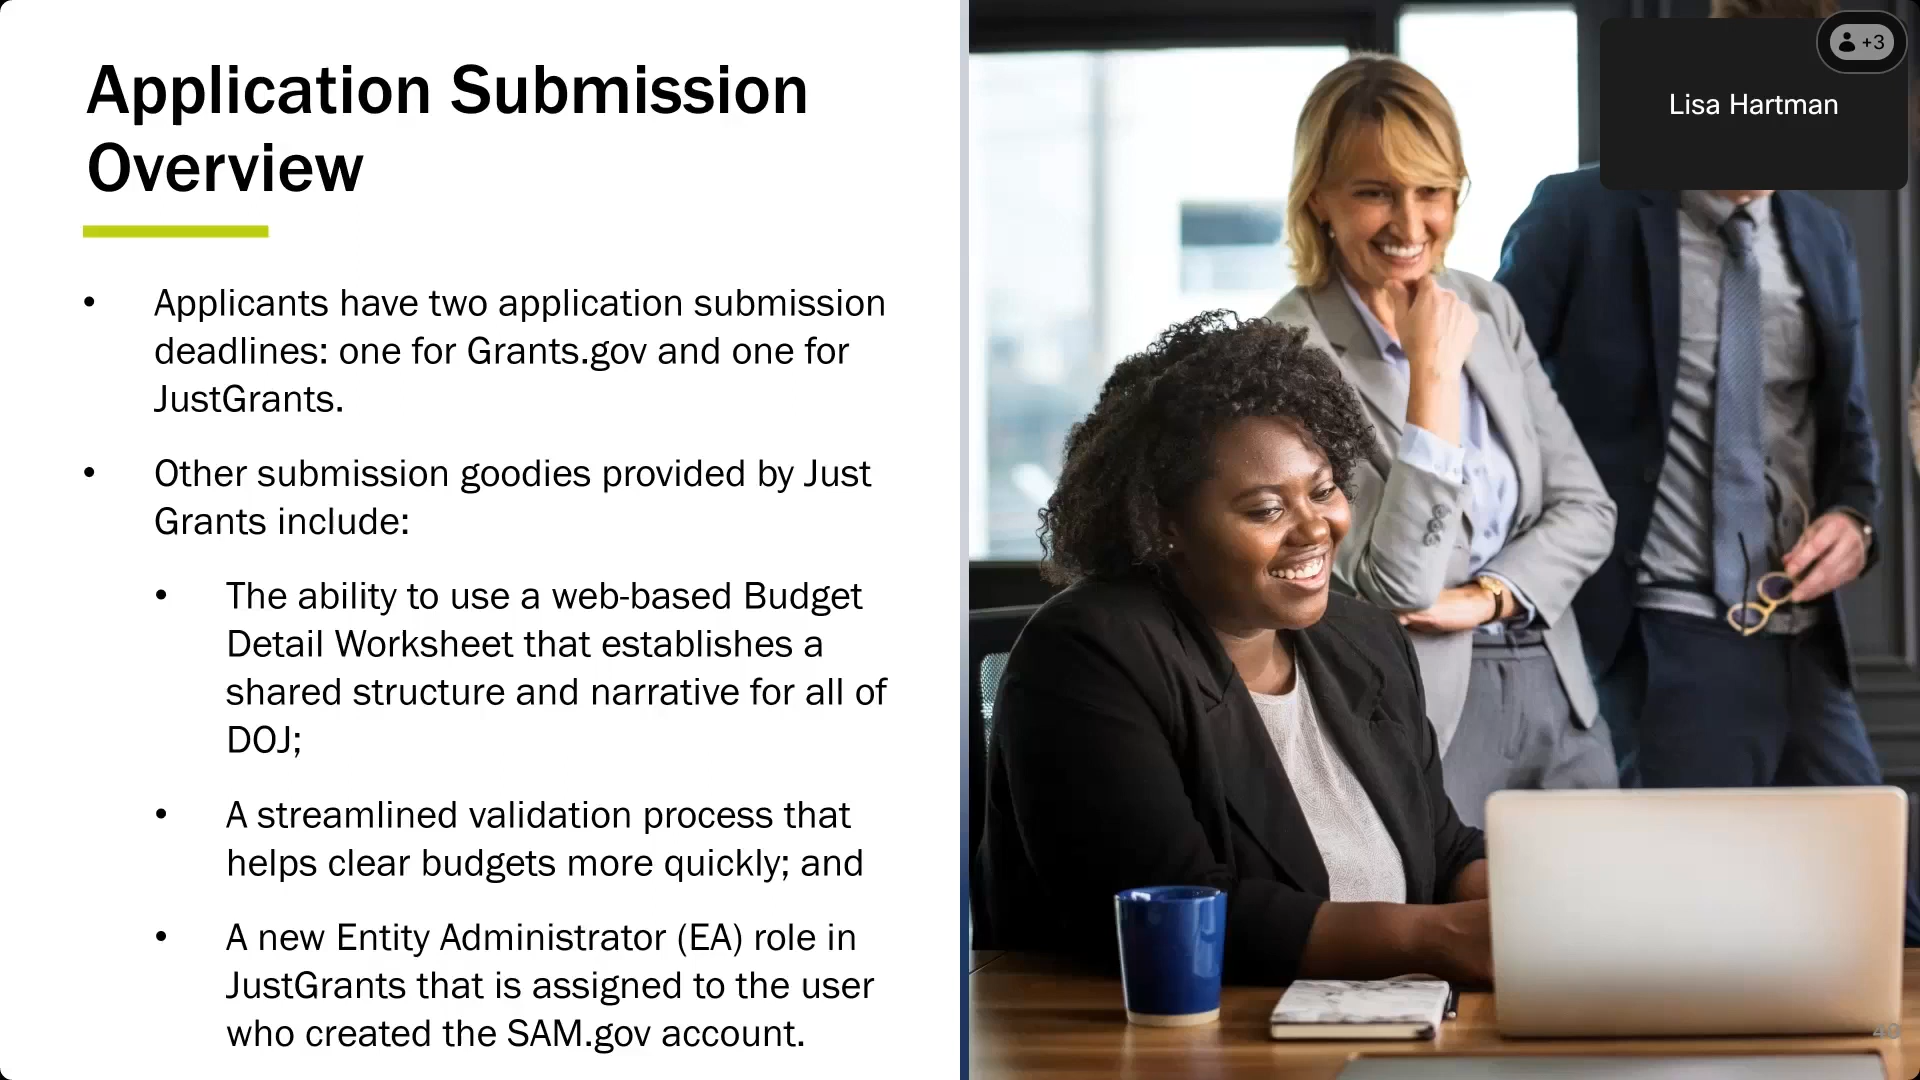 Application Submission
Overview
• Applicants have two application submission
deadlines: one for Grants.gov and one for
JustGrants.
• Other submission goodies provided by Just
Grants include:
• The ability to use a web-based Budget
Detail Worksheet that establishes a
shared structure and narrative for all of
DOJ;
• A streamlined validation process that
helps clear budgets more quickly; and
• A new Entity Administrator (EA) role in
JustGrants that is assigned to the user
who created the SAM.gov account.
+3
Lisa Hartman
40